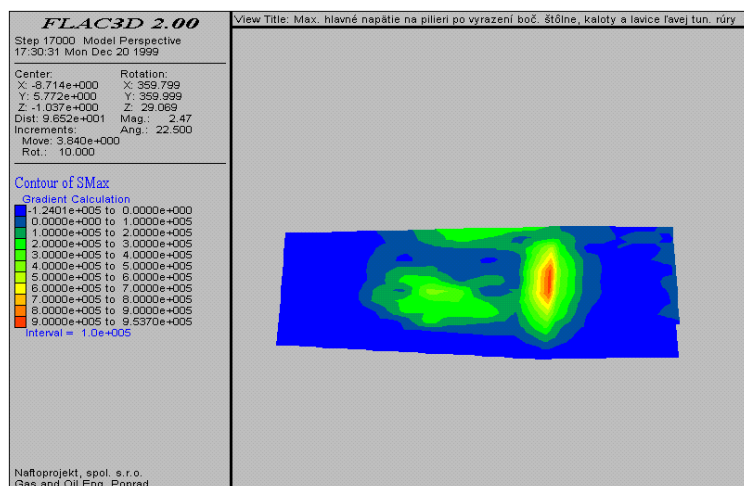 FLAC3D 2.00
Step 17000 Model Perspective
17:30:31 Mon Dec 20 1999
Center:
X: -8.714e+000
Y: 5.772e+000
Z: -1.037e+000
Dist: 9.652e+001
Rotation:
X: 359.799
Y: 359.999
Z: 29.069
Mag.: 2.47
Ang.: 22.500
Increments:
Move: 3.840e+000
Rot.: 10.000
Contour of SMax
Gradient Calculation
-1.2401e+005 to 0.0000e+000
0.0000e+000 to 1.0000e+005
1.0000e+005 to 2.0000e+005
2.0000e+005 to 3.0000e+005
3.0000e+005 to 4.0000e+005
4.0000e+005 to 5.0000e+005
5.0000e+005 to 6.0000e+005
6.0000e+005 to 7.0000e+005
7.0000e+005 to 8.0000e+005
8.0000e+005 to 9.0000e+005
9.0000e+005 to 9.5370e+005
Interval = 1.0e+005
Naftoprojekt, spol. s.r.o.
Gas and Oil Eng. Poprad
View Title: Max. hlavné napätie na pilieri po vyrazení boč. štôlne, kaloty a lavice ľavej tun. rúry